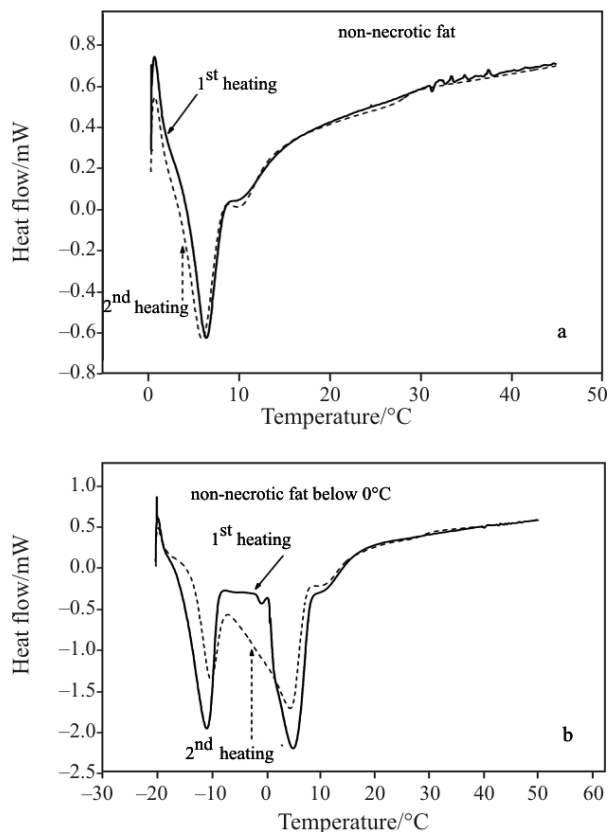 non-necrotic fat
0.8
1st heating
0.6
0.4
0.2
0.0
–0.2
–0.4
2nd heating
–0.6
–0.8
a
Heat flow/mW
0 10 20 30 40 50
Temperature/°C
1.0
non-necrotic fat below 0°C
0.5
1st heating
0.0
–0.5
–1.0
–1.5
–2.0
2nd heating
b
–2.5
Heat flow/mW
–30 –20 –10 0 10 20 30 40 50 60
Temperature/°C